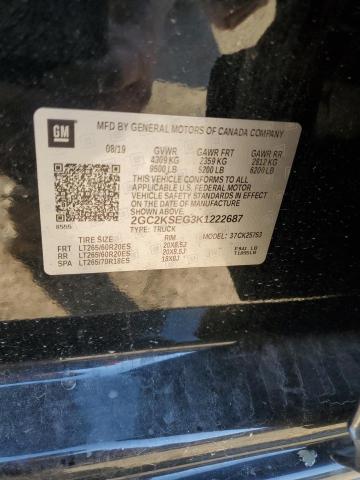 GM
MFD BY GENERAL MOTORS OF CANADA COMPANY
08/19 GVWR GAWR FRT GAWR RR
4309 KG 2359 KG 2812 KG
9500 LB 5200 LB 6200 LB
THIS VEHICLE CONFORMS TO ALL
APPLICABLE U.S. FEDERAL MOTOR
VEHICLE SAFETY STANDARDS IN
EFFECT ON THE DATE OF
MANUFACTURE SHOWN ABOVE.
2GC2KSEG3K1222687
TYPE: TRUCK 37CK25753
TIRE SIZE RIM
FRT LT265/60R20ES 20X8.5J
RR LT265/60R20ES 20X8.5J
SPA LT265/70R18ES 18X8J